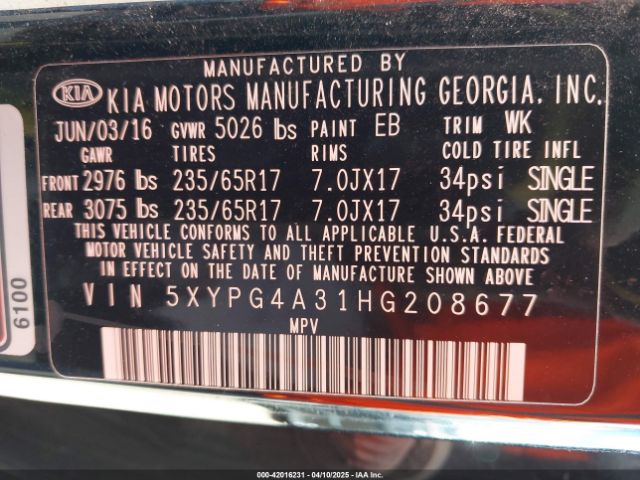 MANUFACTURED BY
KIA KIA MOTORS MANUFACTURING GEORGIA, INC.
JUN/03/16 GVWR 5026 lbs PAINT EB TRIM WK
GAWR TIRES RIMS COLD TIRE INFL
FRONT 2976 lbs 235/65R17 7.0JX17 34psi SINGLE
REAR 3075 lbs 235/65R17 7.0JX17 34psi SINGLE
THIS VEHICLE CONFORMS TO ALL APPLICABLE U.S.A. FEDERAL
MOTOR VEHICLE SAFETY AND THEFT PREVENTION STANDARDS
IN EFFECT ON THE DATE OF MANUFACTURE SHOWN ABOVE.
VIN 5XYPG4A31HG208677
MPV
6100
000-42016231 - 04/10/2025 - IAA Inc.